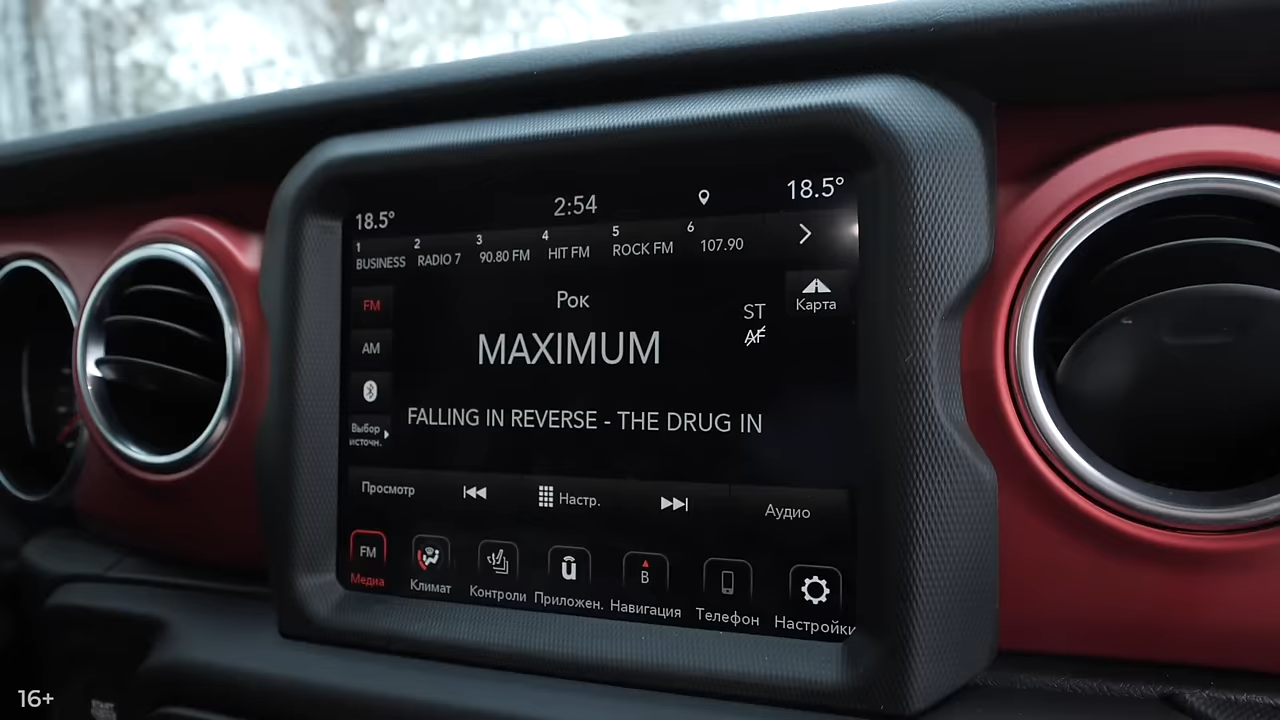 18.5° 2:54 18.5°
1 2 3 4 5 6
BUSINESS RADIO 7 90.80 FM HIT FM ROCK FM 107.90
FM
Рок
ST
Карта
AM
MAXIMUM
AF
FALLING IN REVERSE - THE DRUG IN
Выбор
источн.
Просмотр Настр. Аудио
FM B
Медиа Климат Контроли Приложен. Навигация Телефон Настройки
16+